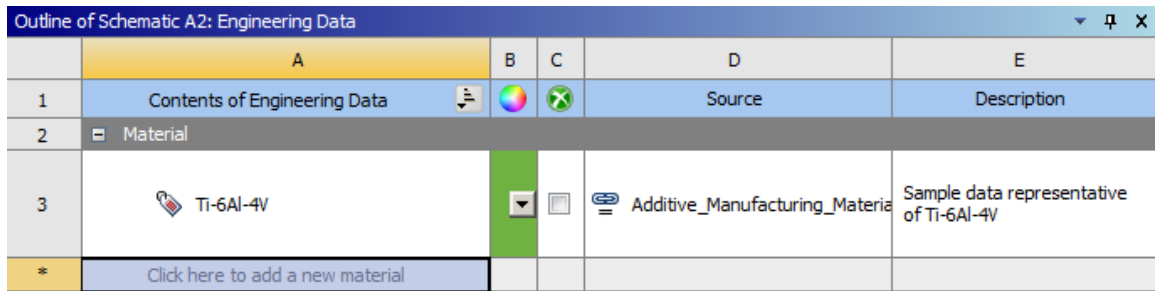 Outline of Schematic A2: Engineering Data
A B C D E
1 Contents of Engineering Data Source Description
2 Material
3 Ti-6Al-4V Additive_Manufacturing_Materia Sample data representative
of Ti-6Al-4V
* Click here to add a new material